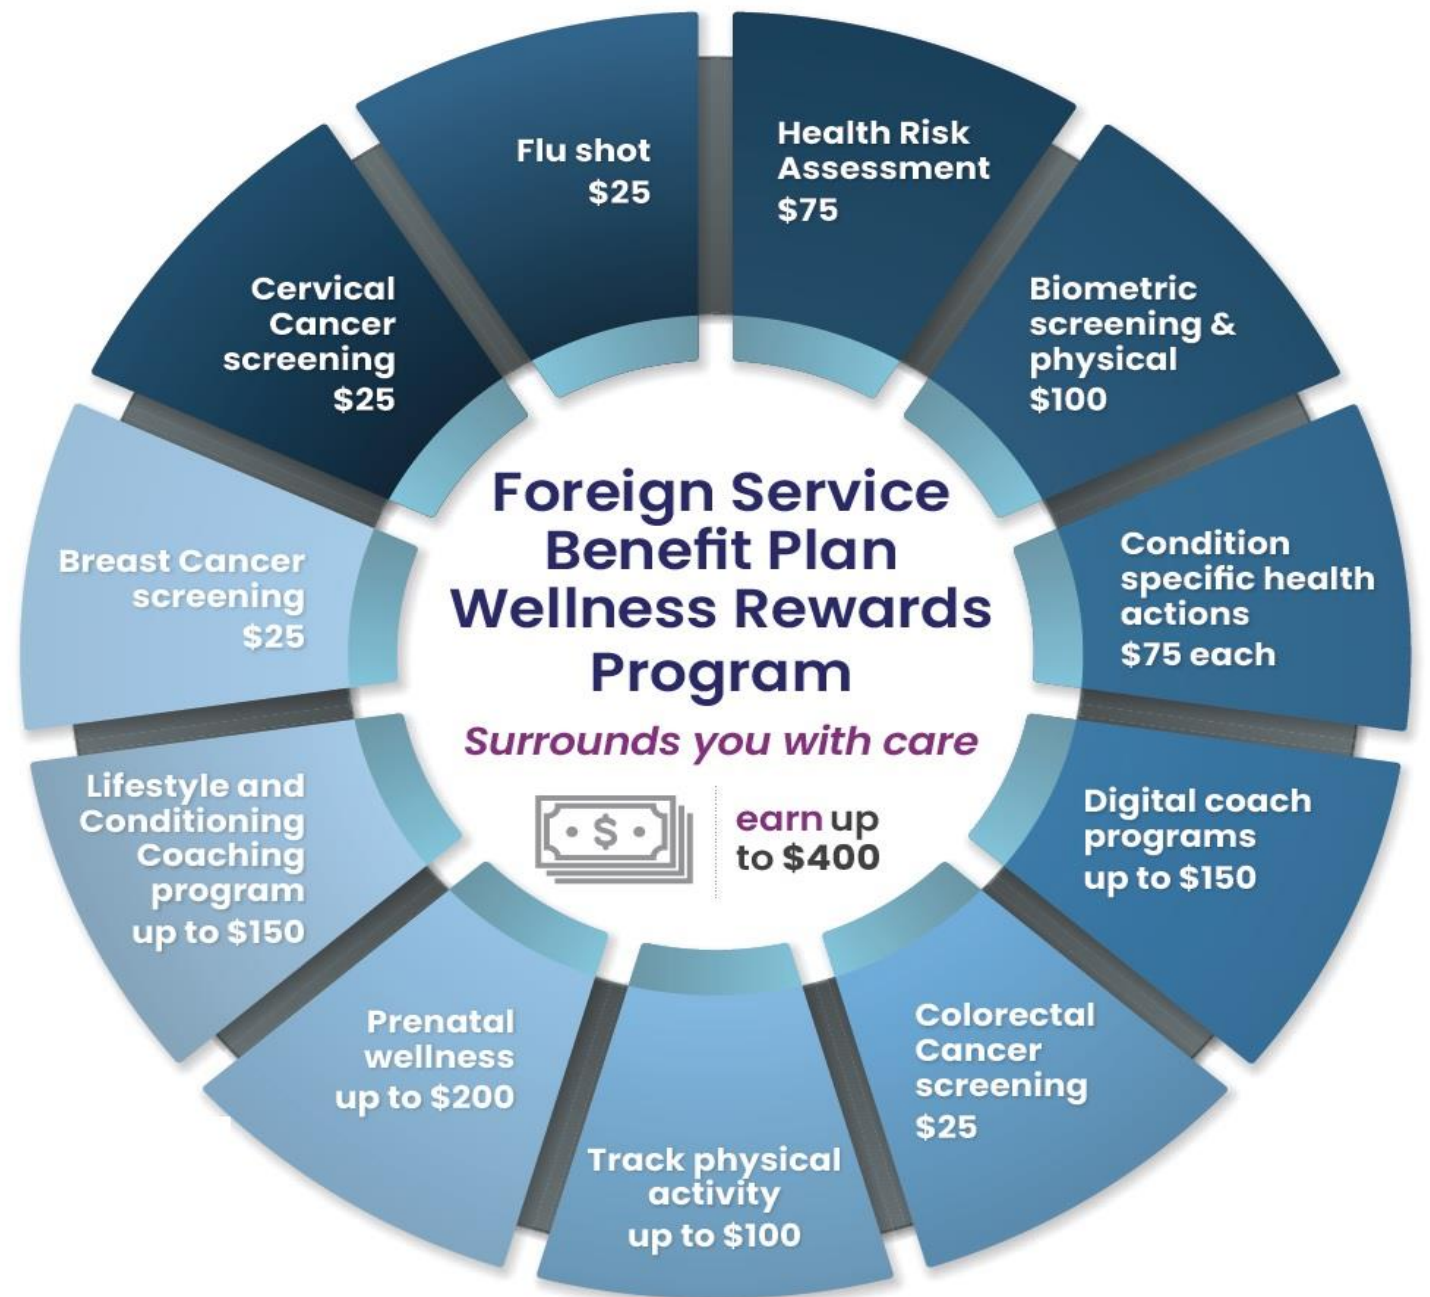 Flu shot
$25
Health Risk
Assessment
$75
Biometric
screening &
physical
$100
Condition
specific health
actions
$75 each
Digital coach
programs
up to $150
Colorectal
Cancer
screening
$25
Track physical
activity
up to $100
Prenatal
wellness
up to $200
Lifestyle and
Conditioning
Coaching
program
up to $150
Breast Cancer
screening
$25
Cervical
Cancer
screening
$25
Foreign Service
Benefit Plan
Wellness Rewards
Program
Surrounds you with care
$
earn up
to $400